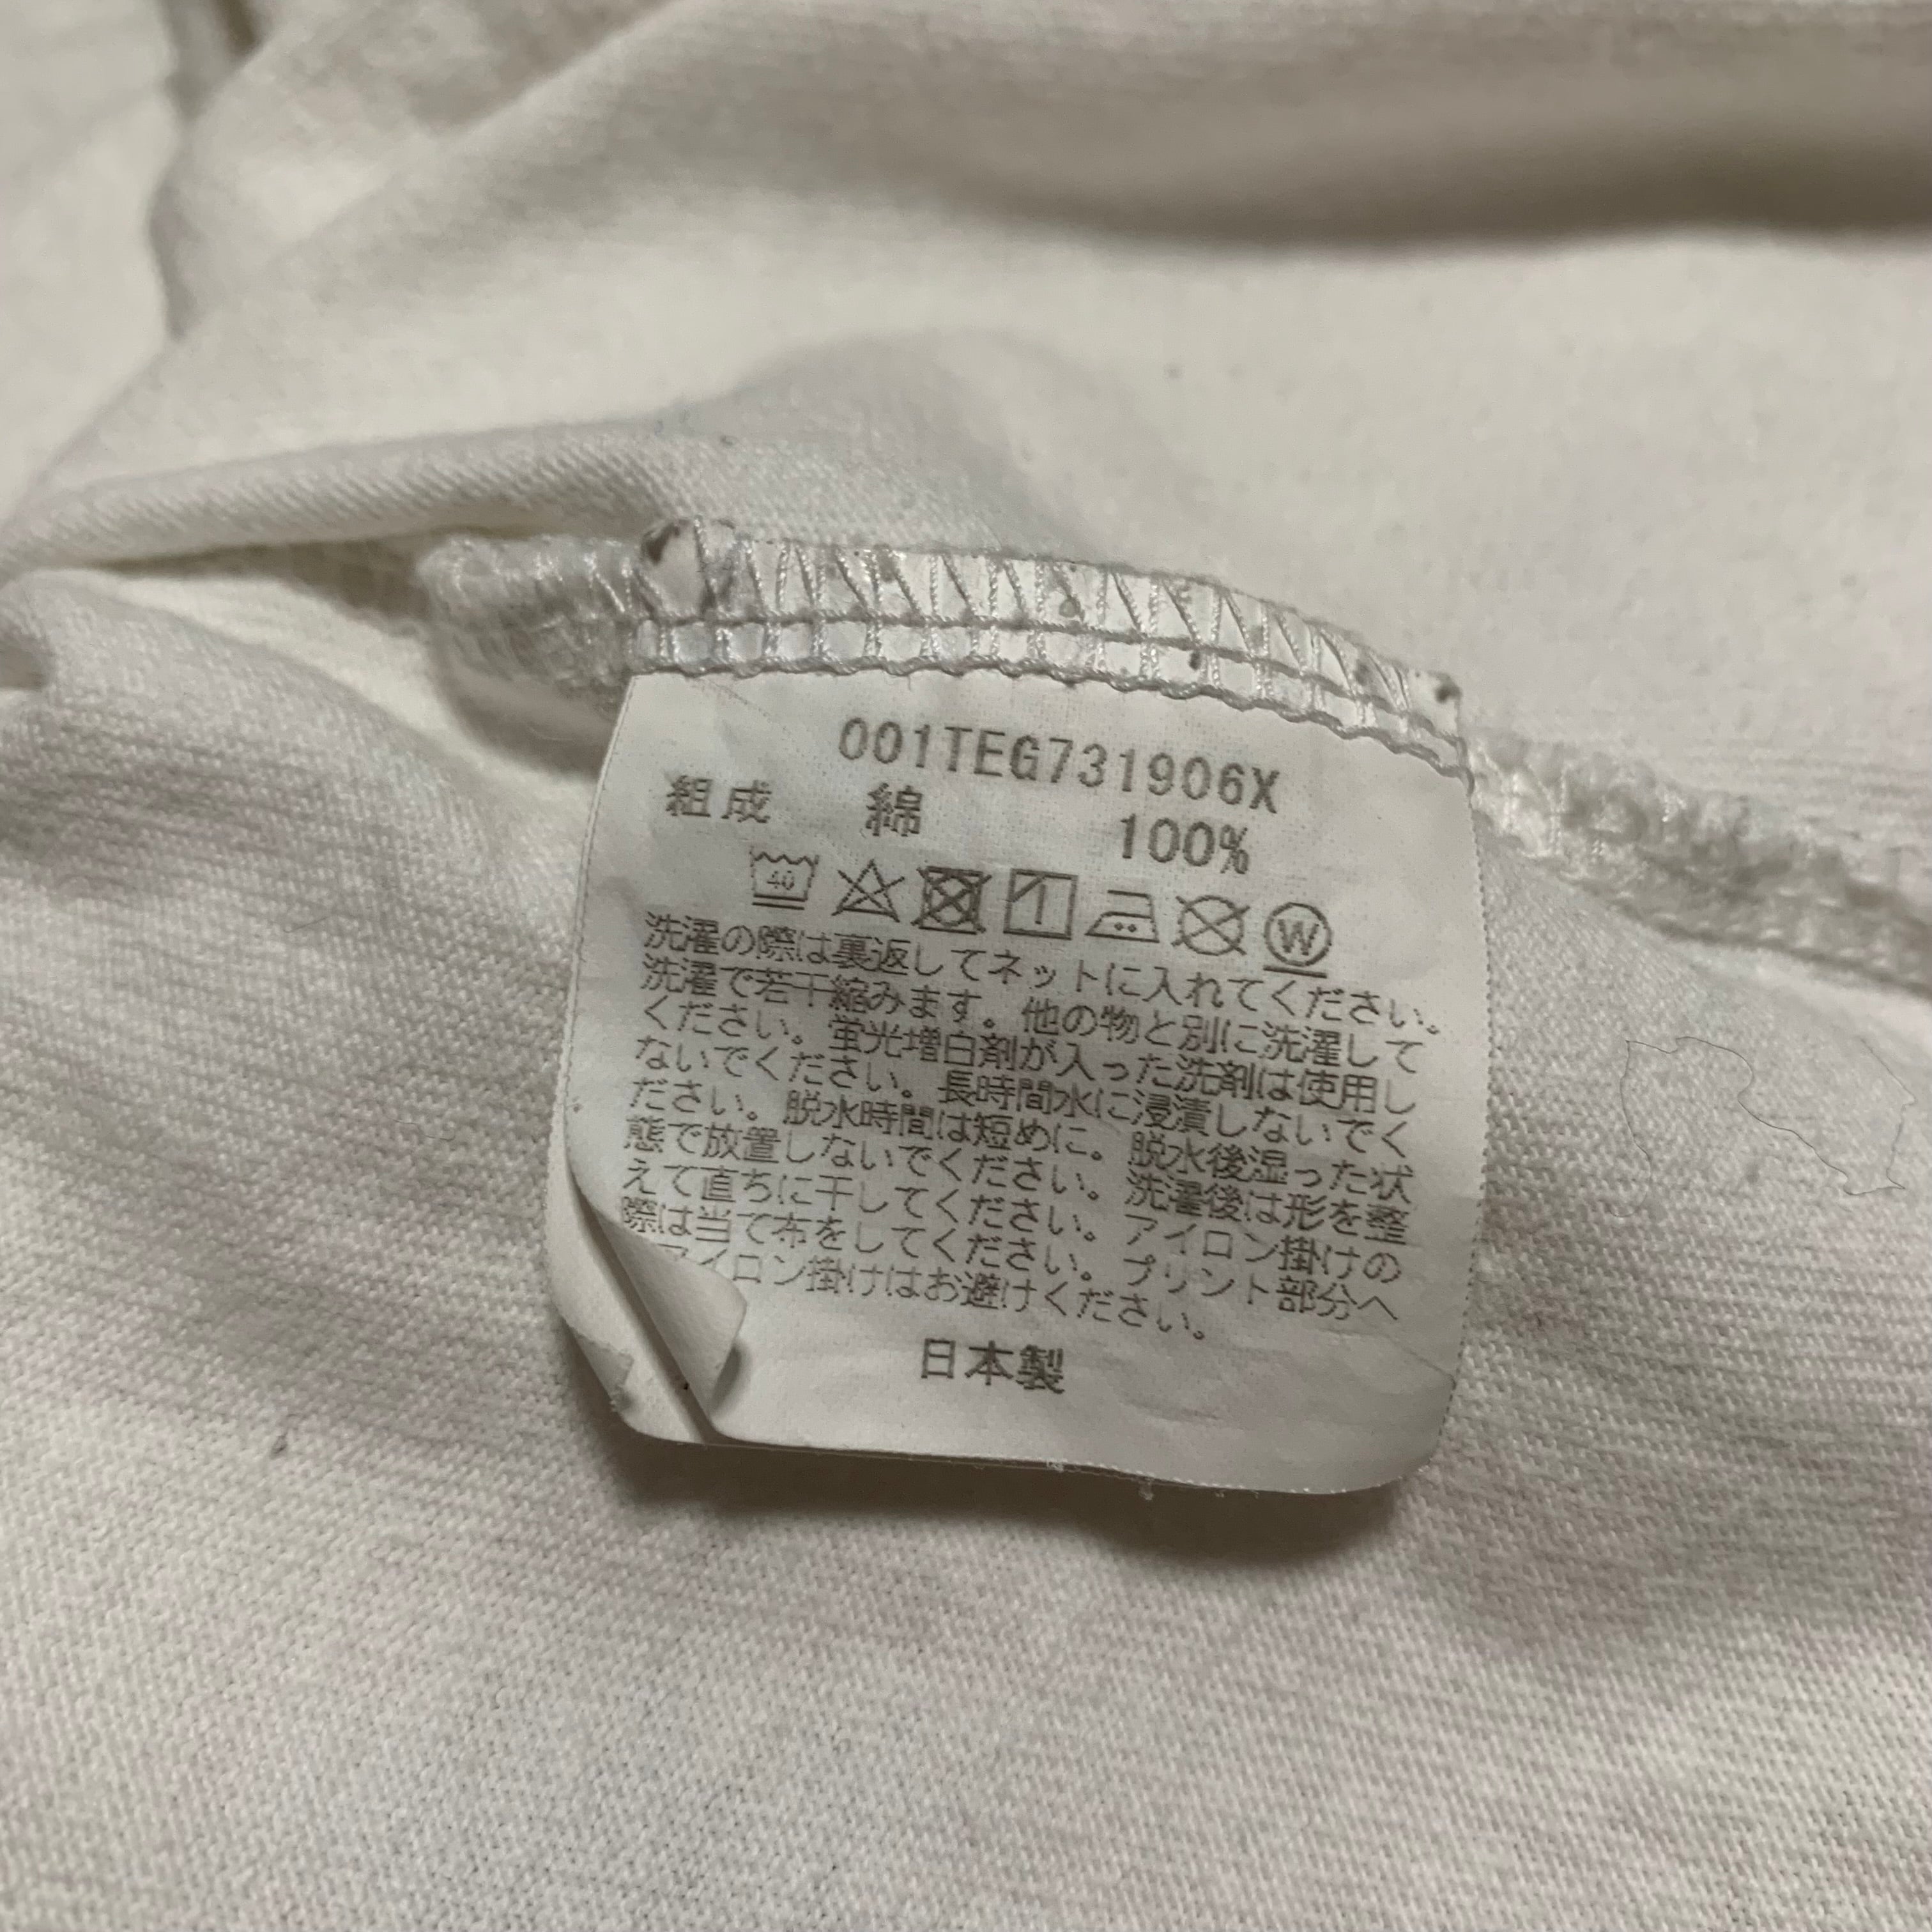 001TEG731906X
組成 綿 100%
40 1 W
洗濯の際は裏返してネットに入れてください。
洗濯で若干縮みます。他の物と別に洗濯して
ください。蛍光増白剤が入った洗剤は使用し
ないでください。長時間水に浸漬しないでく
ださい。脱水時間は短めに。脱水後湿った状
態で放置しないでください。洗濯後は形を整
えて直ちに干してください。アイロン掛けの
際は当て布をしてください。プリント部分へ
アイロン掛けはお避けください。
日本製